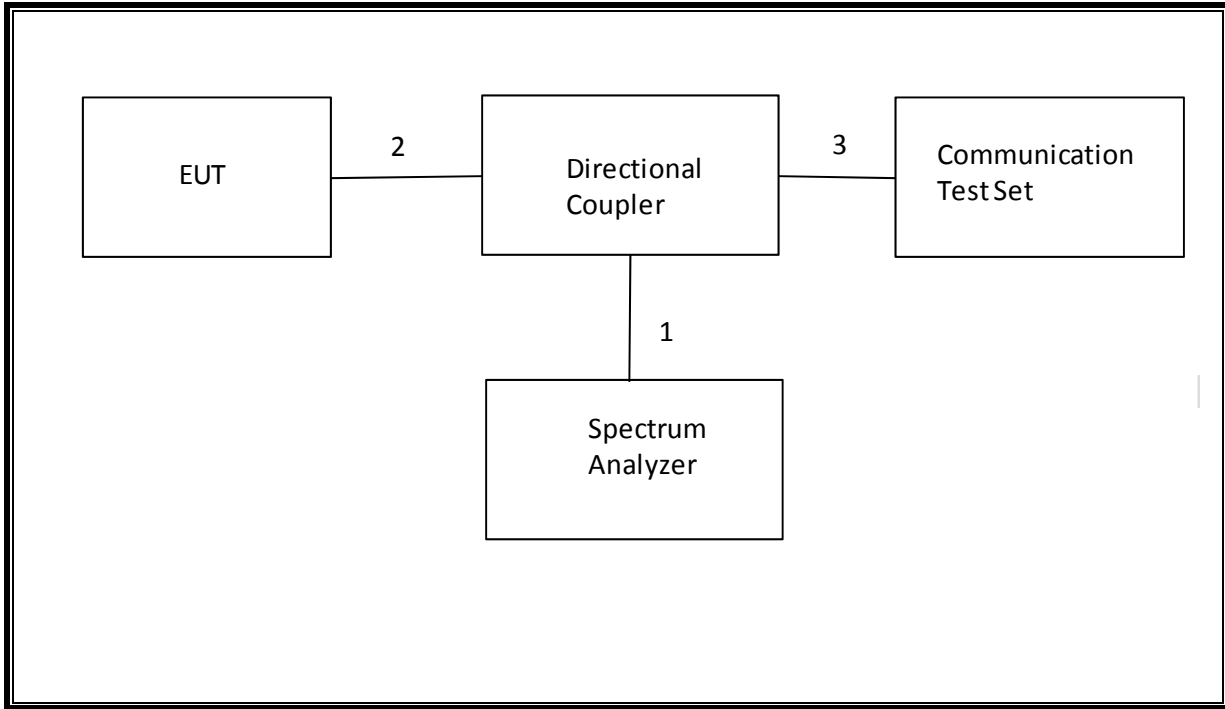 EUT
2
Directional
Coupler
3
Communication
Test Set
1
Spectrum
Analyzer